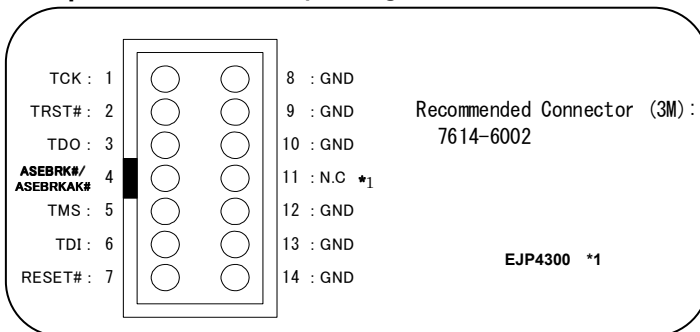 TCK : 1
TRST# : 2
TDO : 3
ASEBRK#/
ASEBRKAK# 4
TMS : 5
TDI : 6
RESET# : 7
8 : GND
9 : GND
10 : GND
11 : N.C *1
12 : GND
13 : GND
14 : GND
Recommended Connector (3M):
7614-6002
EJP4300 *1